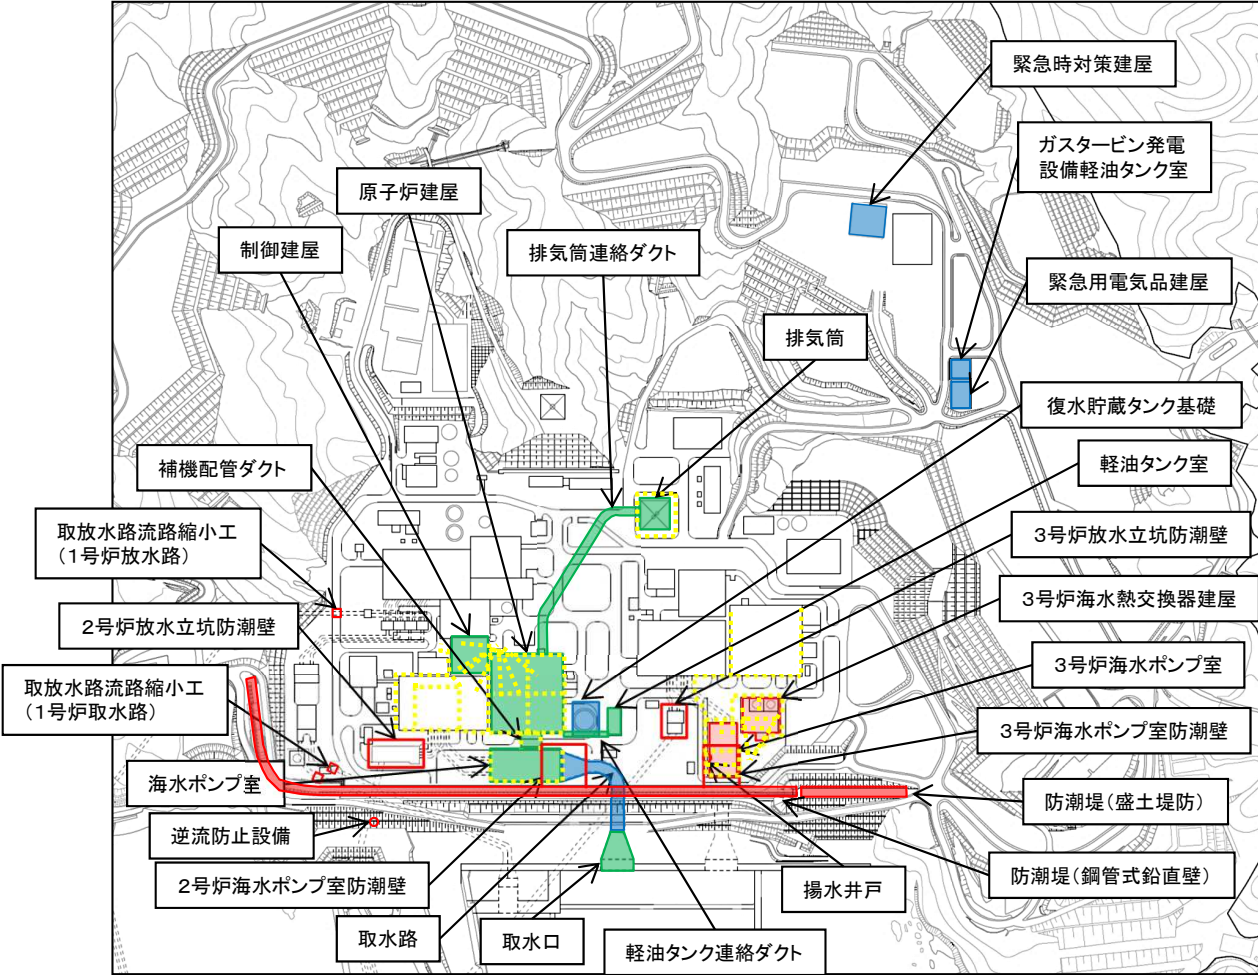 緊急時対策建屋
ガスタービン発電
設備軽油タンク室
原子炉建屋
制御建屋
排気筒連絡ダクト
緊急用電気品建屋
排気筒
復水貯蔵タンク基礎
補機配管ダクト
軽油タンク室
取放水路流路縮小工
（1号炉放水路）
3号炉放水立坑防潮壁
2号炉放水立坑防潮壁
3号炉海水熱交換器建屋
3号炉海水ポンプ室
取放水路流路縮小工
（1号炉取水路）
3号炉海水ポンプ室防潮壁
海水ポンプ室
防潮堤（盛土堤防）
逆流防止設備
防潮堤（鋼管式鉛直壁）
2号炉海水ポンプ室防潮壁
揚水井戸
取水路
取水口
軽油タンク連絡ダクト